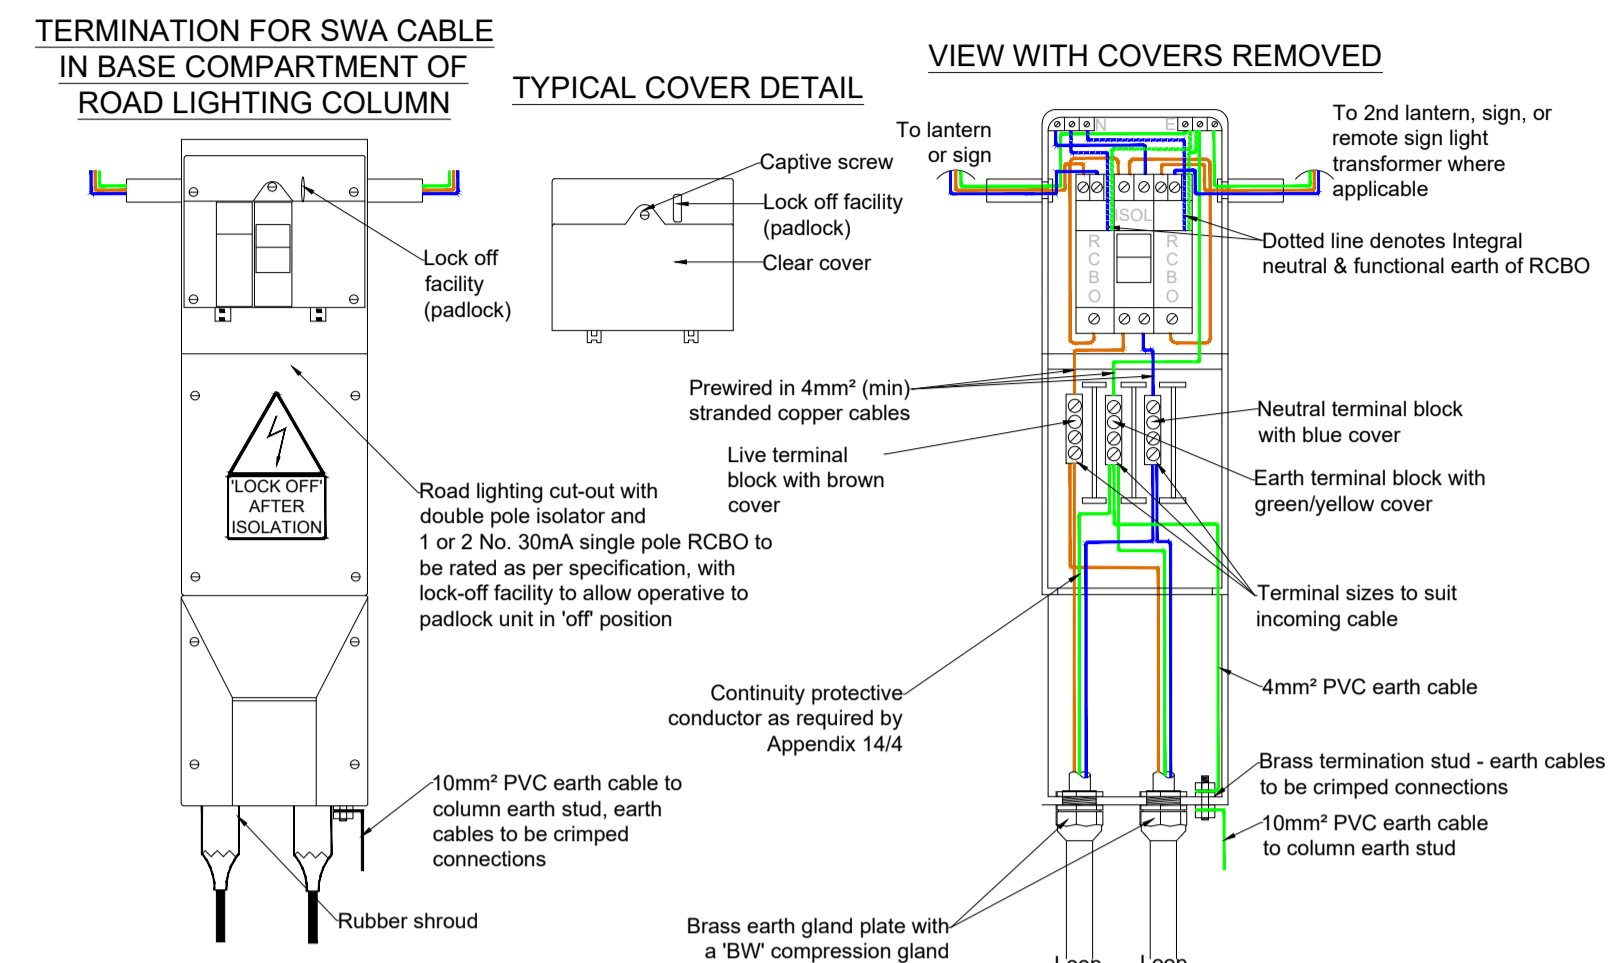 TERMINATION FOR SWA CABLE
IN BASE COMPARTMENT OF
ROAD LIGHTING COLUMN
Lock off
facility
(padlock)
'LOCK OFF'
AFTER
ISOLATION
Road lighting cut-out with
double pole isolator and
1 or 2 No. 30mA single pole RCBO to
be rated as per specification, with
lock-off facility to allow operative to
padlock unit in 'off' position
10mm² PVC earth cable to
column earth stud, earth
cables to be crimped
connections
Rubber shroud
TYPICAL COVER DETAIL
Captive screw
Lock off facility
(padlock)
Clear cover
VIEW WITH COVERS REMOVED
To lantern
or sign
N
E
To 2nd lantern, sign, or
remote sign light
transformer where
applicable
ISOL
RCBO
RCBO
Dotted line denotes Integral
neutral & functional earth of RCBO
Prewired in 4mm² (min)
stranded copper cables
Live terminal
block with brown
cover
Neutral terminal block
with blue cover
Earth terminal block with
green/yellow cover
Terminal sizes to suit
incoming cable
Continuity protective
conductor as required by
Appendix 14/4
4mm² PVC earth cable
Brass termination stud - earth cables
to be crimped connections
10mm² PVC earth cable
to column earth stud
Brass earth gland plate with
a 'BW' compression gland